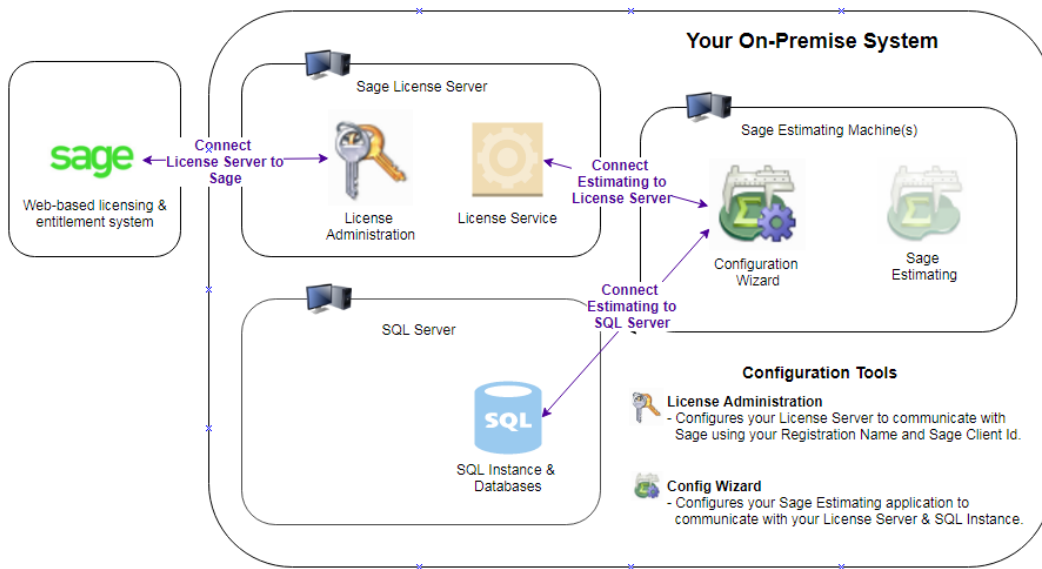 Your On-Premise System
Sage License Server
Sage Estimating Machine(s)
sage
Web-based licensing &
entitlement system
Connect
License Server to
Sage
License
Administration
License Service
Connect
Estimating to
License Server
Configuration
Wizard
Sage
Estimating
Connect
Estimating to
SQL Server
SQL Server
SQL
SQL Instance &
Databases
Configuration Tools
License Administration
- Configures your License Server to communicate with
Sage using your Registration Name and Sage Client Id.
Config Wizard
- Configures your Sage Estimating application to
communicate with your License Server & SQL Instance.